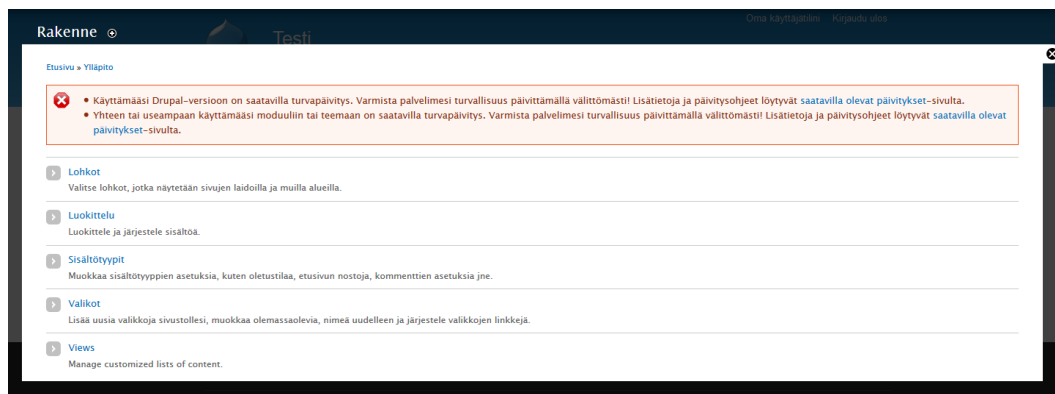 Oma käyttäjätilini Kirjaudu ulos
Rakenne
Testi
Etusivu » Ylläpito
• Käyttämääsi Drupal-versioon on saatavilla turvapäivitys. Varmista palvelimesi turvallisuus päivittämällä välittömästi! Lisätietoja ja päivitysohjeet löytyvät saatavilla olevat päivitykset-sivulta.
• Yhteen tai useampaan käyttämääsi moduuliin tai teemaan on saatavilla turvapäivitys. Varmista palvelimesi turvallisuus päivittämällä välittömästi! Lisätietoja ja päivitysohjeet löytyvät saatavilla olevat
päivitykset-sivulta.
Lohkot
Valitse lohkot, jotka näytetään sivujen laidoilla ja muilla alueilla.
Luokittelu
Luokittele ja järjestele sisältöä.
Sisältötyypit
Muokkaa sisältötyyppien asetuksia, kuten oletustilaa, etusivun nostoja, kommenttien asetuksia jne.
Valikot
Lisää uusia valikkoja sivustollesi, muokkaa olemassaolevia, nimeä uudelleen ja järjestele valikkojen linkkejä.
Views
Manage customized lists of content.